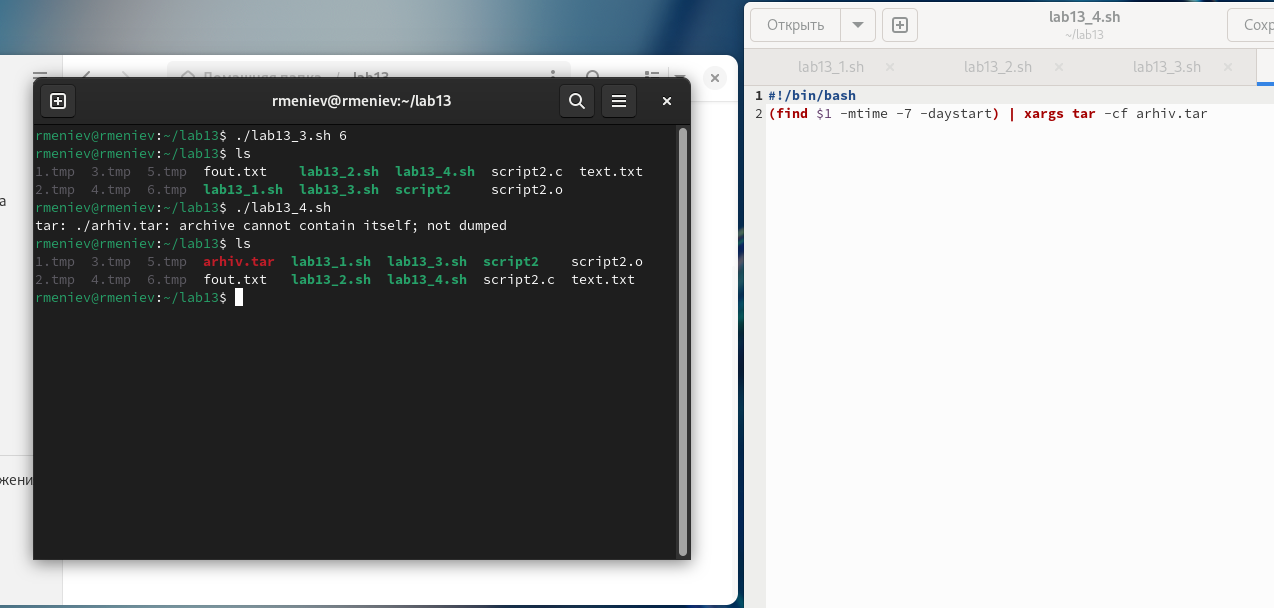 Открыть
lab13_4.sh
~/lab13
lab13_1.sh × lab13_2.sh × lab13_3.sh ×
rmeniev@rmeniev:~/lab13
rmeniev@rmeniev:~/lab13$ ./lab13_3.sh 6
rmeniev@rmeniev:~/lab13$ ls
1.tmp 3.tmp 5.tmp fout.txt lab13_2.sh lab13_4.sh script2.c text.txt
2.tmp 4.tmp 6.tmp lab13_1.sh lab13_3.sh script2 script2.o
rmeniev@rmeniev:~/lab13$ ./lab13_4.sh
tar: ./arhiv.tar: archive cannot contain itself; not dumped
rmeniev@rmeniev:~/lab13$ ls
1.tmp 3.tmp 5.tmp arhiv.tar lab13_1.sh lab13_3.sh script2 script2.o
2.tmp 4.tmp 6.tmp fout.txt lab13_2.sh lab13_4.sh script2.c text.txt
rmeniev@rmeniev:~/lab13$
1 #!/bin/bash
2 (find $1 -mtime -7 -daystart) | xargs tar -cf arhiv.tar